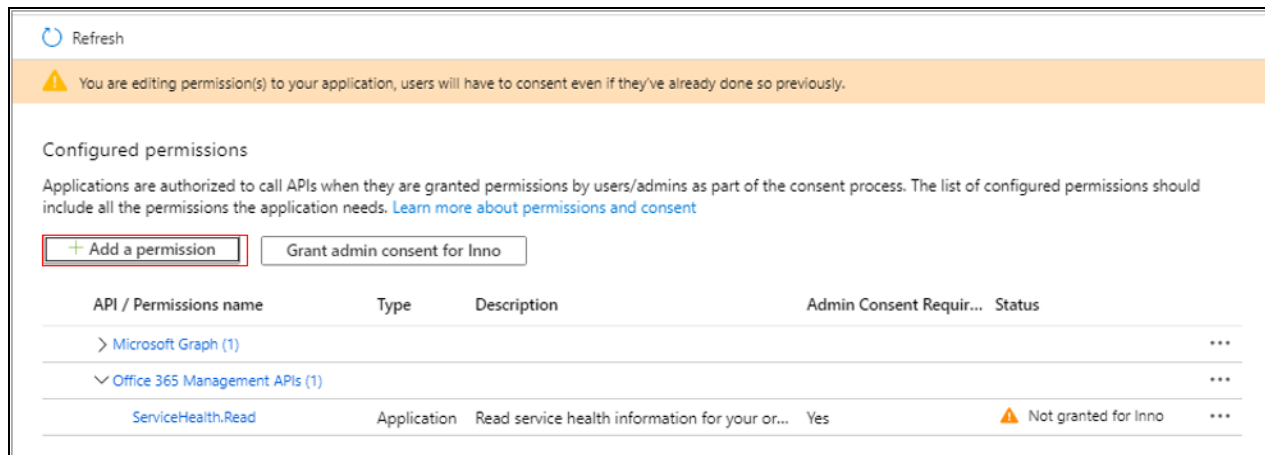 Refresh
You are editing permission(s) to your application, users will have to consent even if they've already done so previously.
Configured permissions
Applications are authorized to call APIs when they are granted permissions by users/admins as part of the consent process. The list of configured permissions should
include all the permissions the application needs. Learn more about permissions and consent
+ Add a permission Grant admin consent for Inno
API / Permissions name Type Description Admin Consent Requir... Status
Microsoft Graph (1) ...
Office 365 Management APIs (1) ...
ServiceHealth.Read Application Read service health information for your or... Yes Not granted for Inno ...